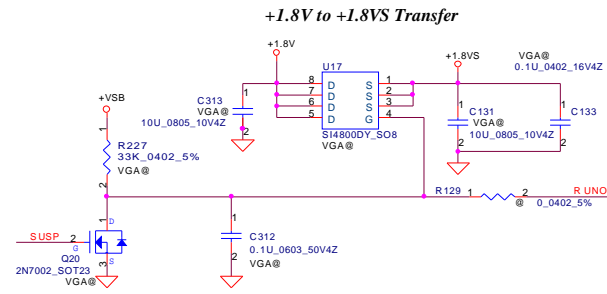 +1.8V to +1.8VS Transfer
+1.8V
+1.8VS
VGA@
0.1U_0402_16V4Z
U17
8 D S 1
7 D S 2
6 D S 3
5 D G 4
SI4800DY_SO8
VGA@
C313
1
VGA@
2
10U_0805_10V4Z
1
C131
VGA@
2
10U_0805_10V4Z
1
C133
2
+VSB
1
R227
33K_0402_5%
VGA@
2
R129 1 2 RUNO
@ 0_0402_5%
SUSP 2
G
1 D
3 S
Q20
2N7002_SOT23
VGA@
1
C312
0.1U_0603_50V4Z
2
VGA@